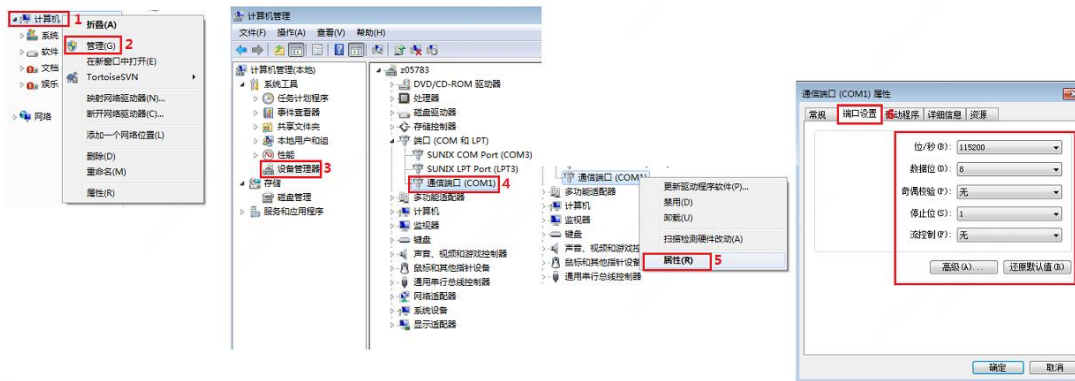 计算机
1
系统
软件
文档
娱乐
网络
折叠(A)
管理(G)
2
在新窗口中打开(E)
TortoiseSVN
映射网络驱动器(N)...
断开网络驱动器(C)...
添加一个网络位置(L)
删除(D)
重命名(M)
属性(R)
计算机管理
文件(F) 操作(A) 查看(V) 帮助(H)
计算机管理(本地)
系统工具
任务计划程序
事件查看器
共享文件夹
本地用户和组
性能
设备管理器
3
存储
磁盘管理
服务和应用程序
z05783
DVD/CD-ROM 驱动器
处理器
磁盘驱动器
存储控制器
端口 (COM 和 LPT)
SUNIX COM Port (COM3)
SUNIX LPT Port (LPT3)
通信端口 (COM1)
4
多功能适配器
计算机
监视器
键盘
声音、视频和游戏控制器
鼠标和其他指针设备
通用串行总线控制器
网络适配器
系统设备
显示适配器
通信端口 (COM1)
多功能适配器
计算机
监视器
键盘
声音、视频和游戏控
鼠标和其他指针设备
通用串行总线控制器
更新驱动程序软件(P)...
禁用(D)
卸载(U)
扫描检测硬件改动(A)
属性(R)
5
通信端口 (COM1) 属性
常规 端口设置 驱动程序 详细信息 资源
位/秒(B): 115200
数据位(D): 8
奇偶校验(P): 无
停止位(S): 1
流控制(F): 无
高级(A)... 还原默认值(R)
确定 取消